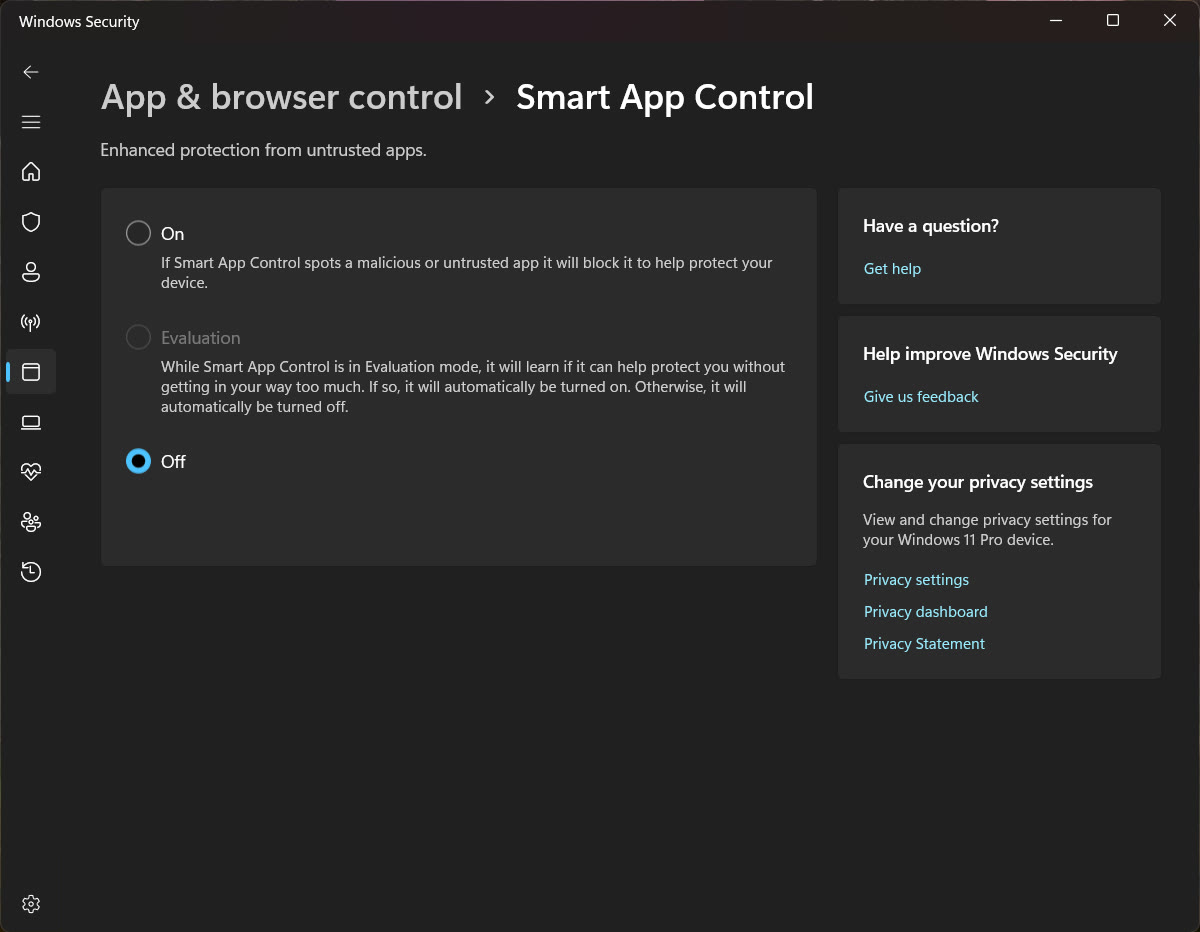 Windows Security
App & browser control > Smart App Control
Enhanced protection from untrusted apps.
On
If Smart App Control spots a malicious or untrusted app it will block it to help protect your
device.
Evaluation
While Smart App Control is in Evaluation mode, it will learn if it can help protect you without
getting in your way too much. If so, it will automatically be turned on. Otherwise, it will
automatically be turned off.
Off
Have a question?
Get help
Help improve Windows Security
Give us feedback
Change your privacy settings
View and change privacy settings for
your Windows 11 Pro device.
Privacy settings
Privacy dashboard
Privacy Statement